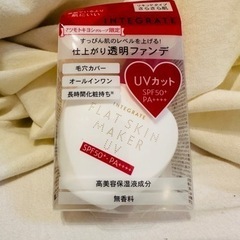 INTEGRATE
すっぴん肌のレベルを上げる!
仕上がり透明ファンデ
毛穴カバー
オールインワン
長時間化粧持ち*
UVカット
SPF50+
PA++++
INTEGRATE
FLAT SKIN
MAKER
UV
SPF50+・PA++++
高美容保湿液成分
無香料